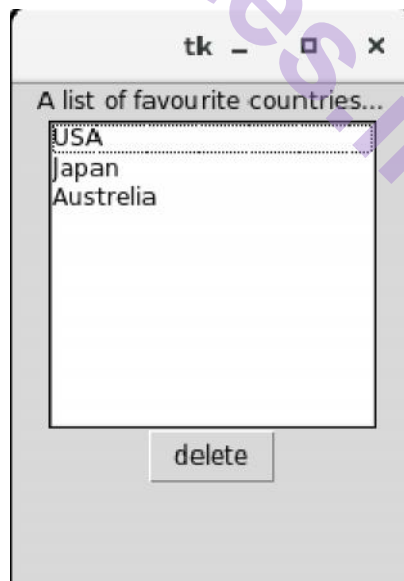 tk
A list of favourite countries...
USA
Japan
Austrelia
delete